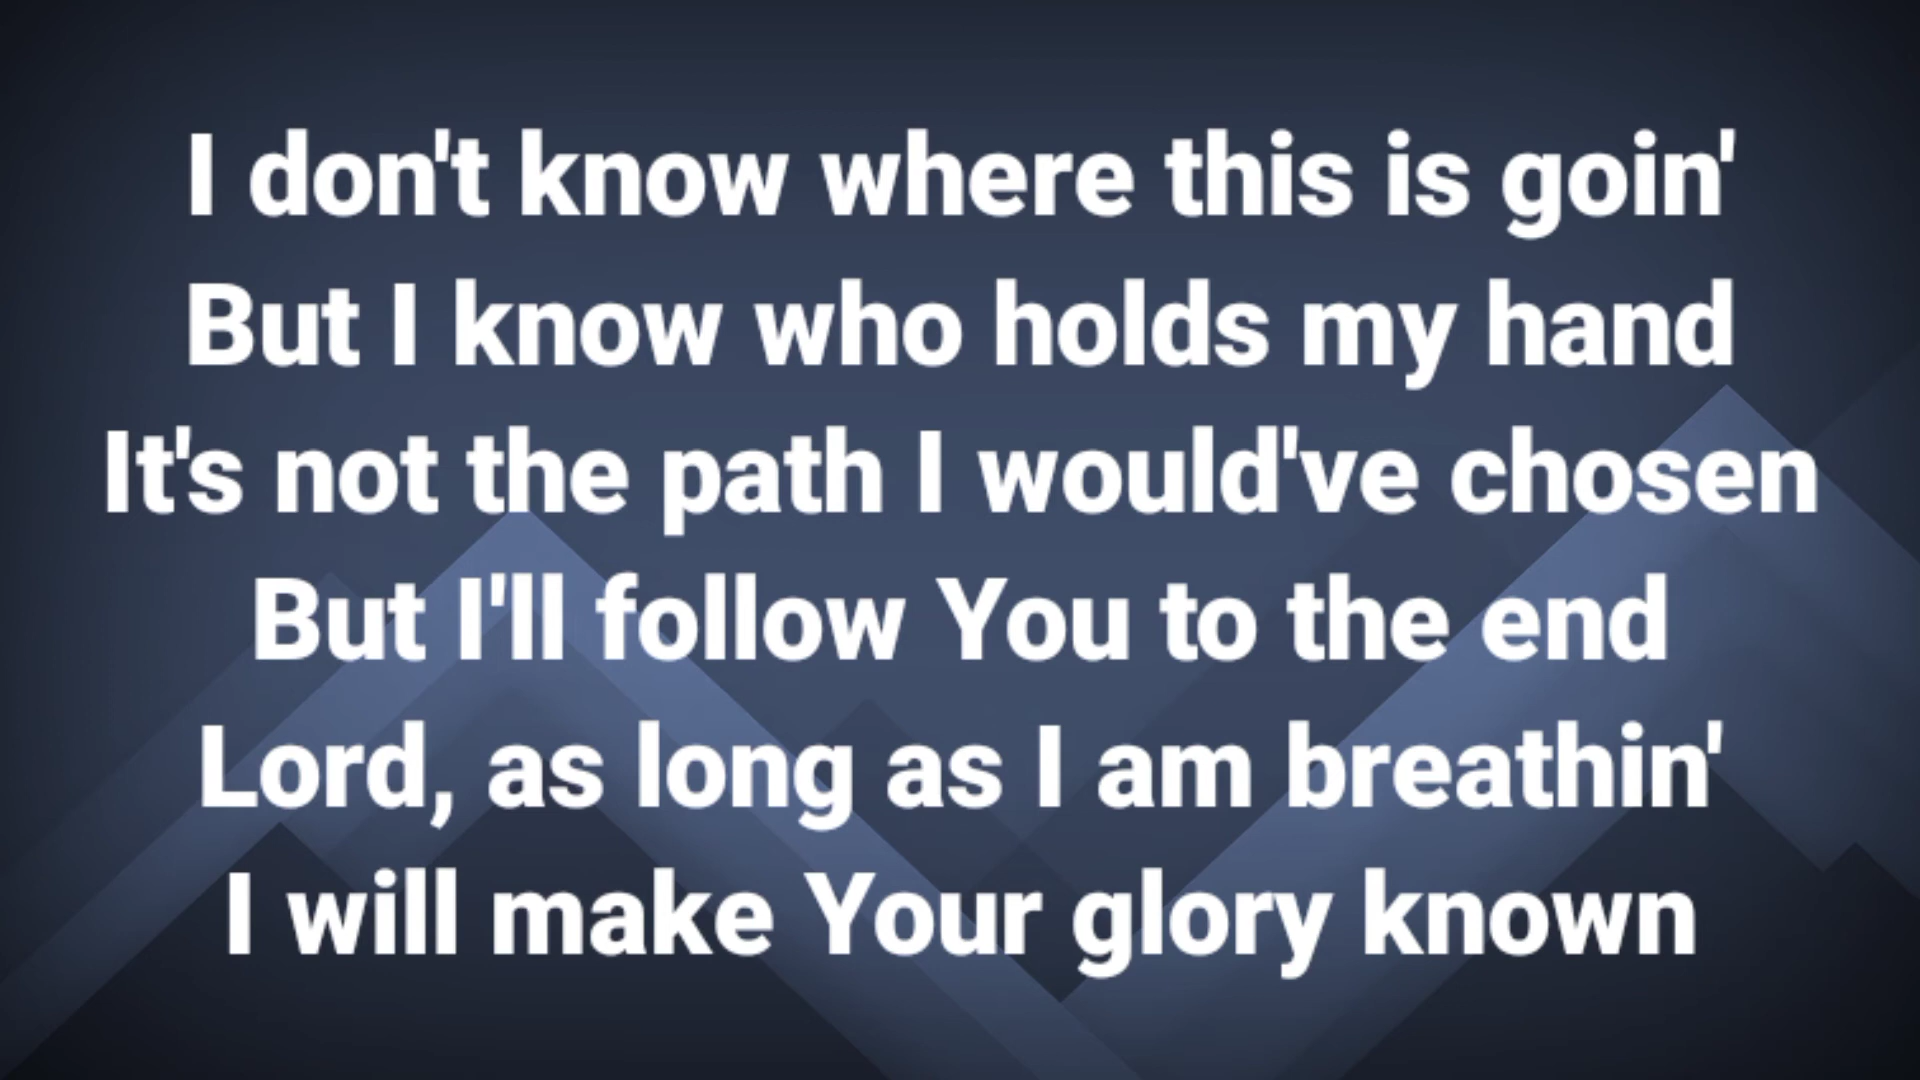 I don't know where this is goin'
But I know who holds my hand
It's not the path I would've chosen
But I'll follow You to the end
Lord, as long as I am breathin'
I will make Your glory known